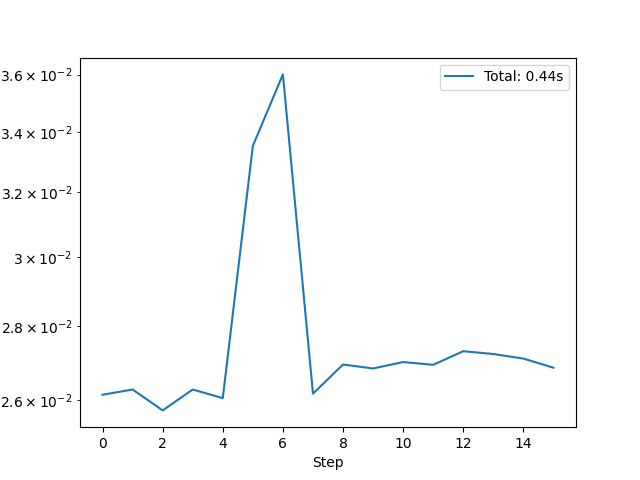 Total: 0.44s
3.6 × 10⁻²
3.4 × 10⁻²
3.2 × 10⁻²
3 × 10⁻²
2.8 × 10⁻²
2.6 × 10⁻²
0 2 4 6 8 10 12 14
Step